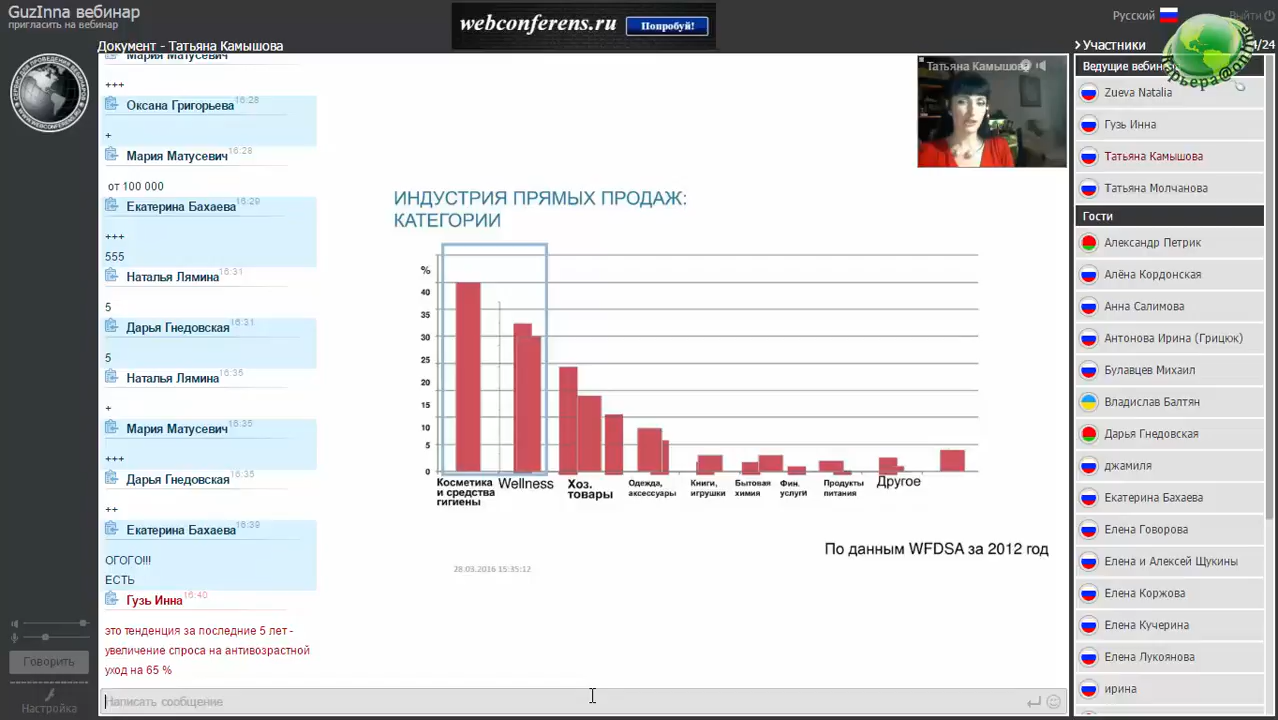 GuzInna вебинар
пригласить на вебинар
webconferens.ru
Попробуй!
Русский
Выйти
Документ - Татьяна Камышова
Мария Матусевич
+++
Оксана Григорьева 16:28
+
Мария Матусевич 16:28
от 100 000
Екатерина Бахаева 16:29
+++
555
Наталья Лямина 16:31
5
Дарья Гнедовская 16:31
5
Наталья Лямина 16:35
+
Мария Матусевич 16:35
+++
Дарья Гнедовская 16:35
++
Екатерина Бахаева 16:39
ОГОГО!!!
ЕСТЬ
Гузь Инна 16:40
это тенденция за последние 5 лет -
увеличение спроса на антивозрастной
уход на 65 %
Написать сообщение
Говорить
Настройка
Татьяна Камышова
ИНДУСТРИЯ ПРЯМЫХ ПРОДАЖ:
КАТЕГОРИИ
%
40
35
30
25
20
15
10
5
0
Косметика
и средства
гигиены
Wellness
Хоз.
товары
Одежда,
аксессуары
Книги,
игрушки
Бытовая
химия
Фин.
услуги
Продукты
питания
Другое
По данным WFDSA за 2012 год
28.03.2016 15:35:12
Участники
/24
Ведущие
Zueva Natalia
Гузь Инна
Татьяна Камышова
Татьяна Молчанова
Гости
Александр Петрик
Алёна Кордонская
Анна Салимова
Антонова Ирина (Грицюк)
Булавцев Михаил
Владислав Балтян
Дарья Гнедовская
джамиля
Екатерина Бахаева
Елена Говорова
Елена и Алексей Щукины
Елена Коржова
Елена Кучерина
Елена Лукоянова
ирина